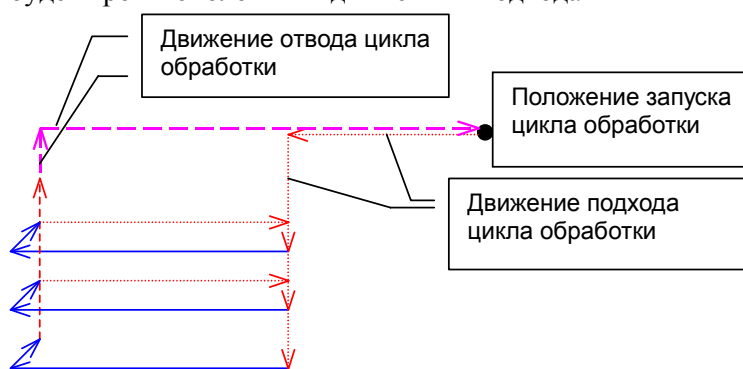 Движение отвода цикла
обработки
Положение запуска
цикла обработки
Движение подхода
цикла обработки